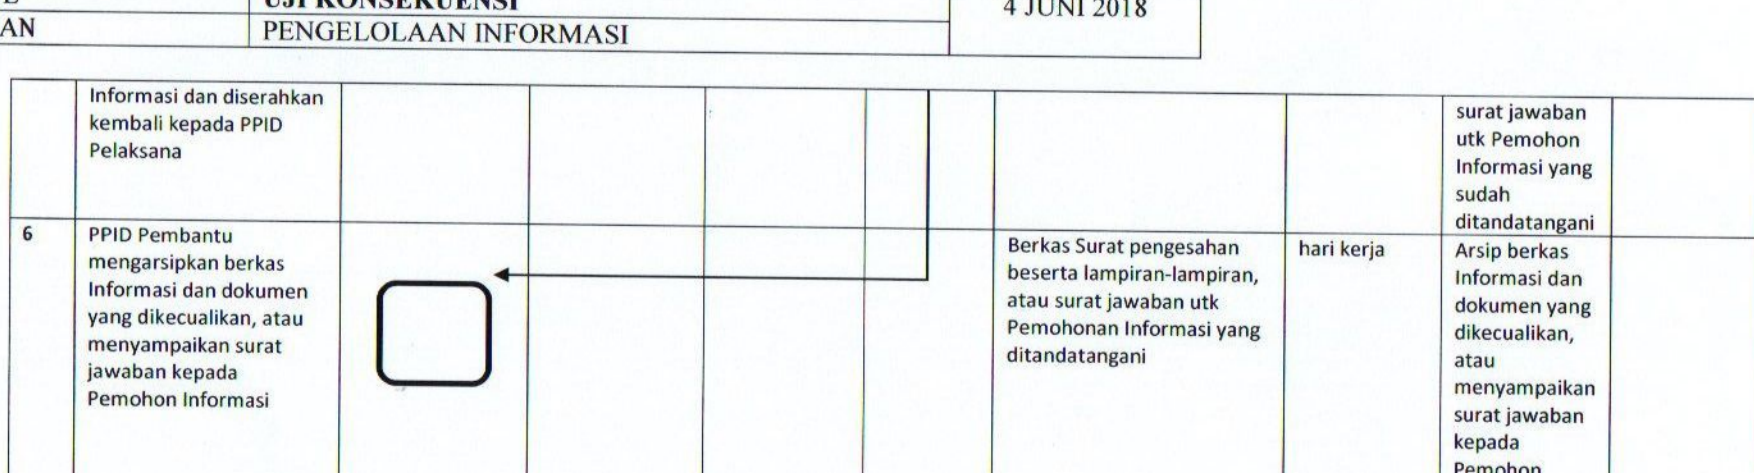 UJI KONSEKUENSI
4 JUNI 2018
AN
PENGELOLAAN INFORMASI
Informasi dan diserahkan
kembali kepada PPID
Pelaksana
surat jawaban
utk Pemohon
Informasi yang
sudah
ditandatangani
6
PPID Pembantu
mengarsipkan berkas
Informasi dan dokumen
yang dikecualikan, atau
menyampaikan surat
jawaban kepada
Pemohon Informasi
Berkas Surat pengesahan
beserta lampiran-lampiran,
atau surat jawaban utk
Pemohonan Informasi yang
ditandatangani
hari kerja
Arsip berkas
Informasi dan
dokumen yang
dikecualikan,
atau
menyampaikan
surat jawaban
kepada
Pemohon